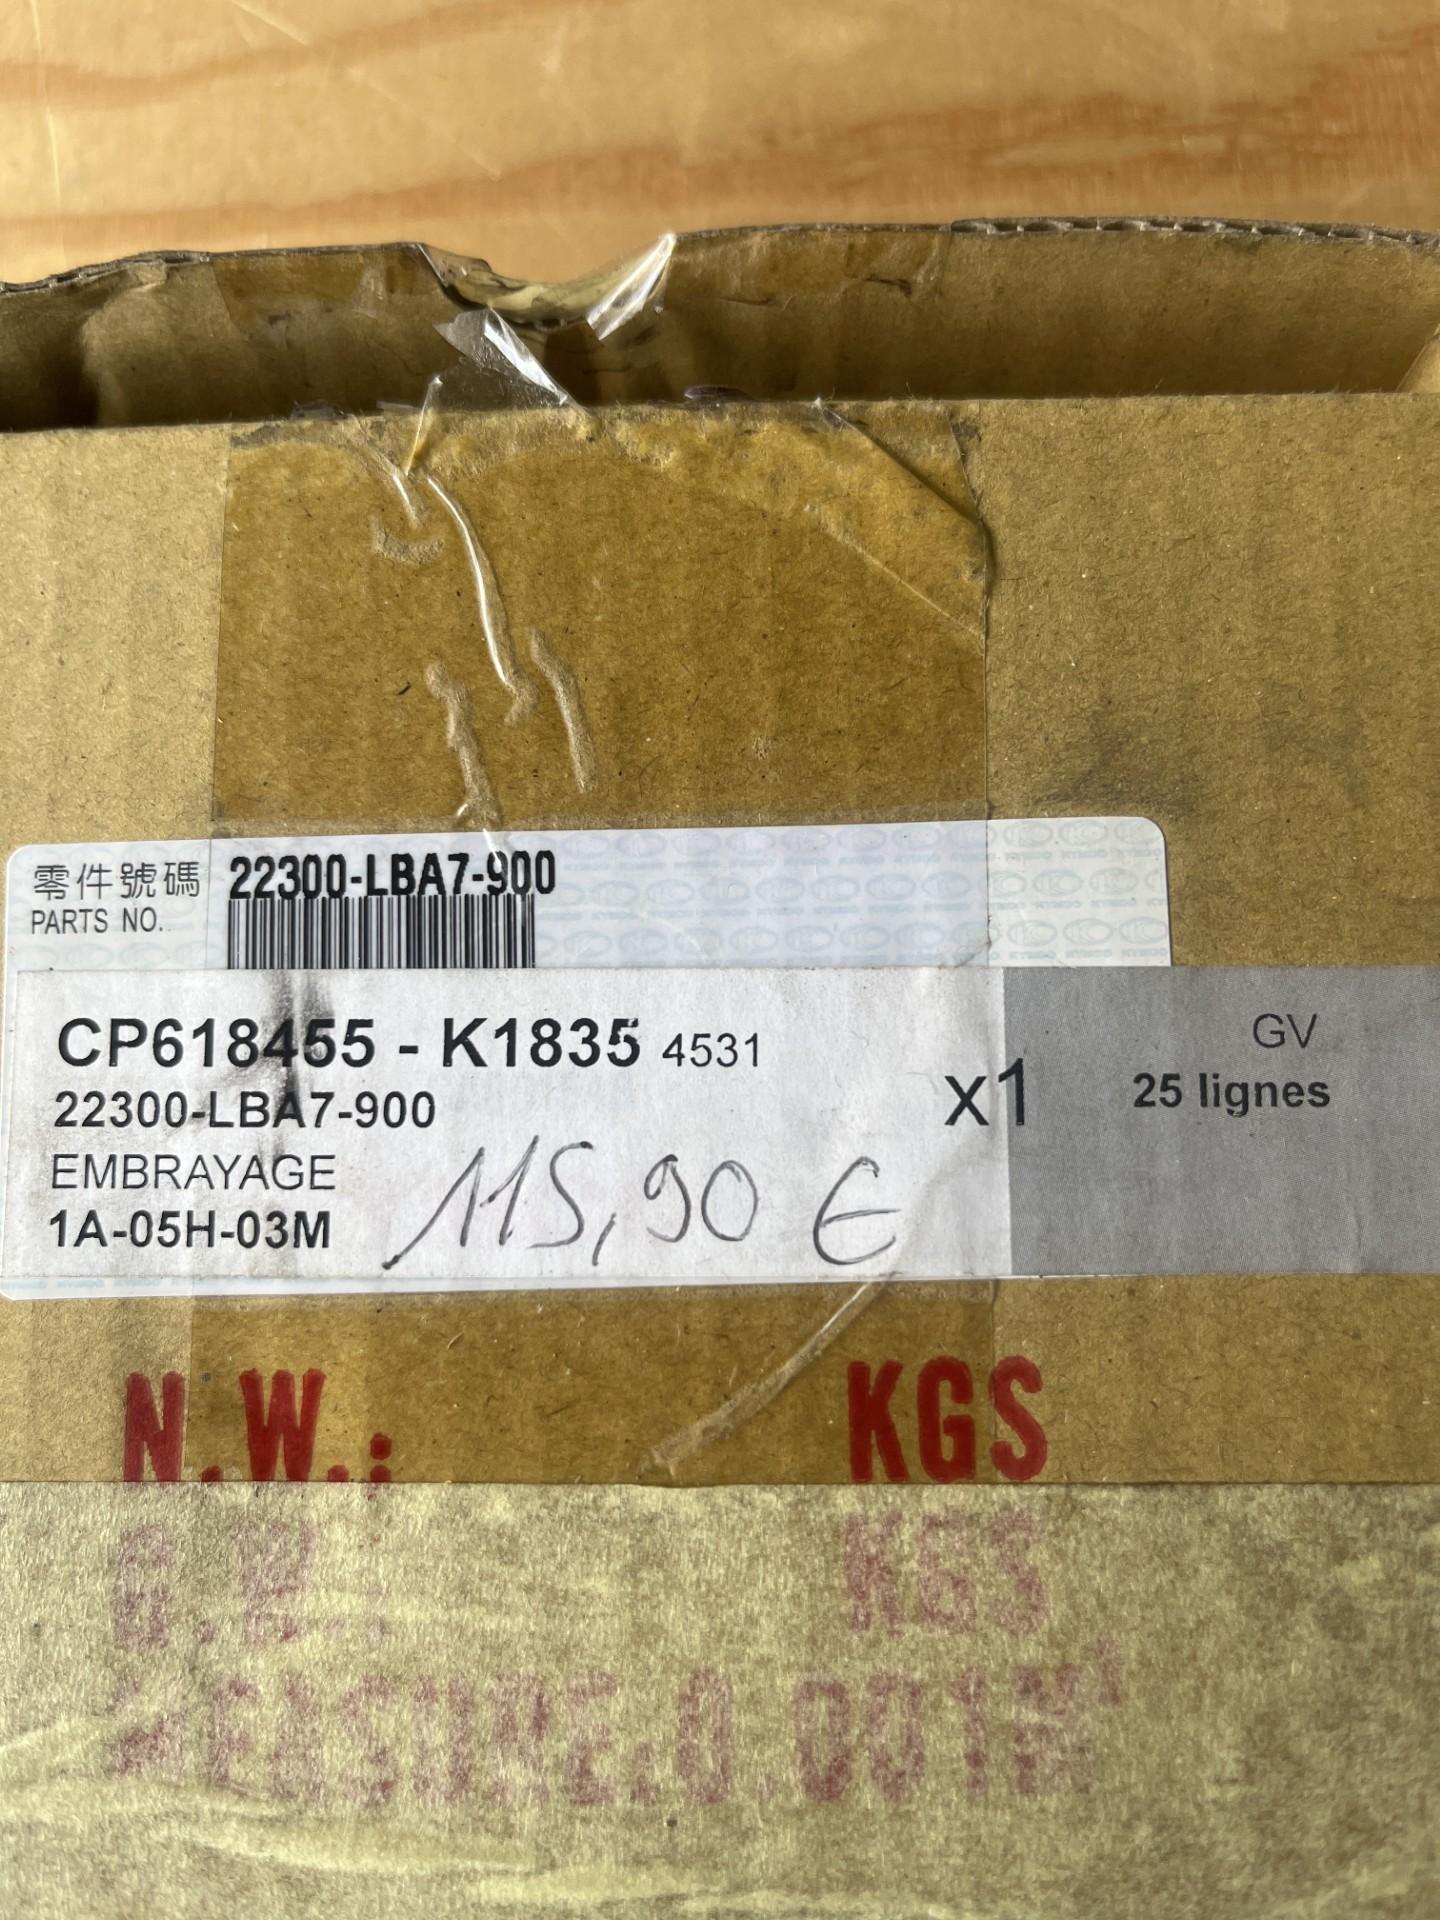 零件號碼 22300-LBA7-900
PARTS NO.
CP618455 - K1835 4531
22300-LBA7-900
EMBRAYAGE
1A-05H-03M
115,90 €
x1
GV
25 lignes
N.W.: KGS
G.W.: KGS
MEASURE.0.001M